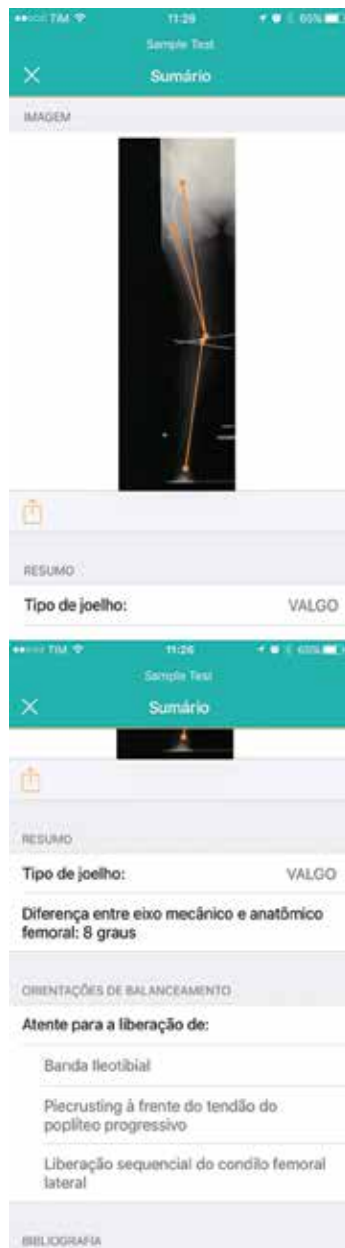 TIM 11:26 65%
Sample Test
Sumário
IMAGEM
RESUMO
Tipo de joelho: VALGO
TIM 11:26 65%
Sample Test
Sumário
RESUMO
Tipo de joelho: VALGO
Diferença entre eixo mecânico e anatômico
femoral: 8 graus
ORIENTAÇÕES DE BALANCEAMENTO
Atente para a liberação de:
Banda Ileotibial
Piecrusting à frente do tendão do
poplíteo progressivo
Liberação sequencial do condilo femoral
lateral
BIBLIOGRAFIA